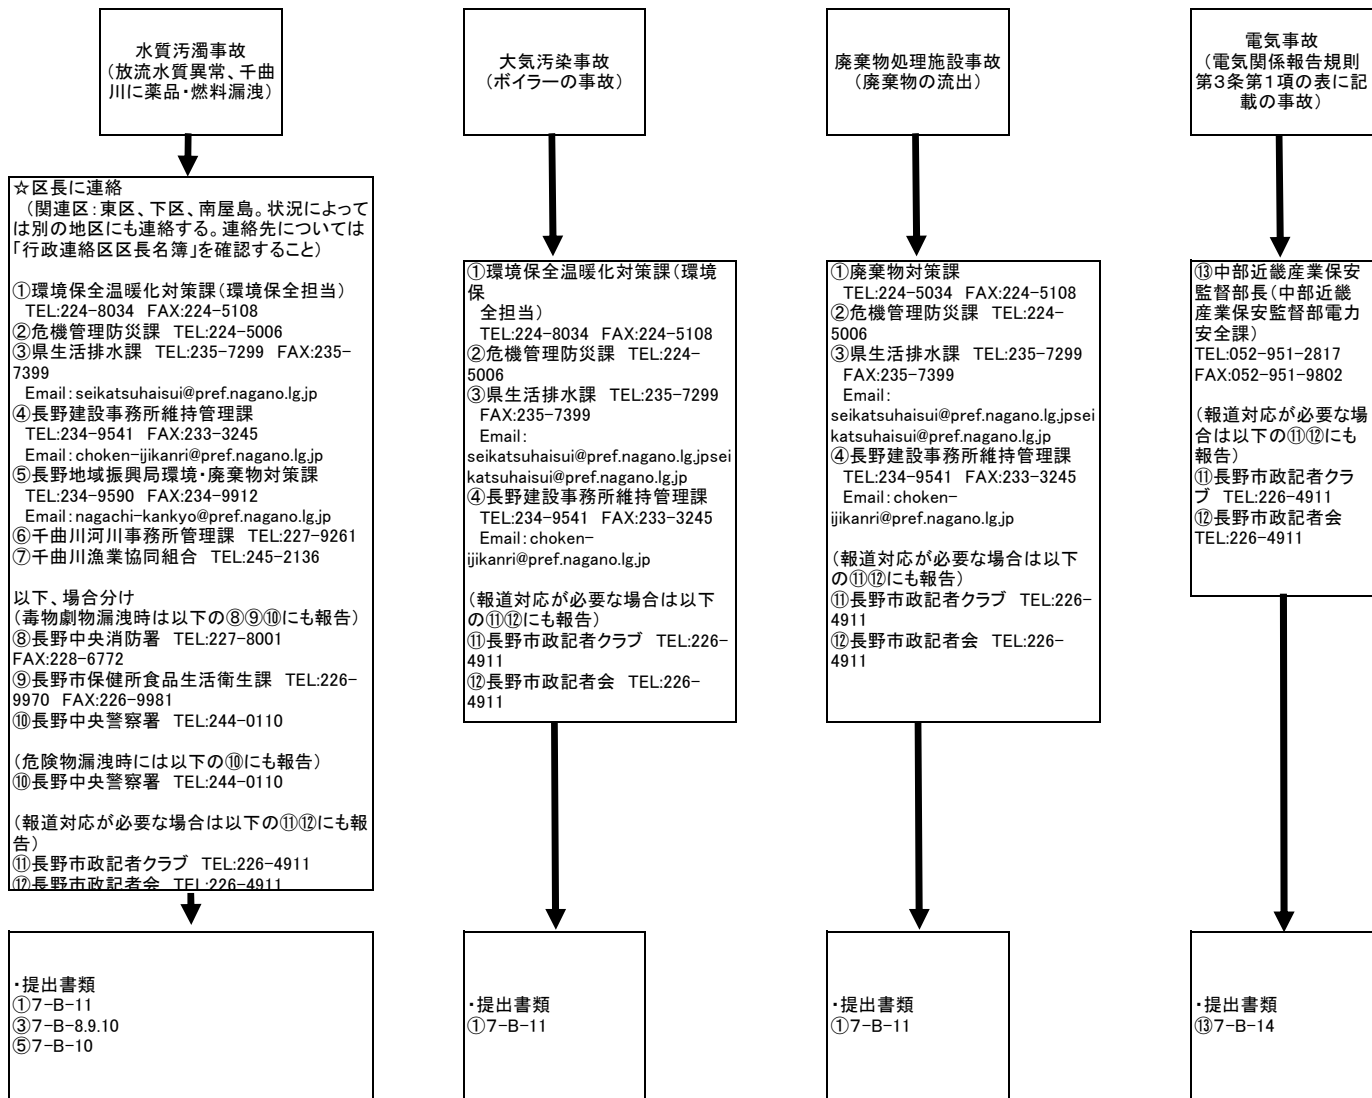 水質汚濁事故
(放流水質異常、千曲
川に薬品・燃料漏洩)
☆区長に連絡
(関連区:東区、下区、南屋島。状況によって
は別の地区にも連絡する。連絡先については
「行政連絡区区長名簿」を確認すること)
①環境保全温暖化対策課(環境保全担当)
TEL:224-8034 FAX:224-5108
②危機管理防災課 TEL:224-5006
③県生活排水課 TEL:235-7299 FAX:235-
7399
Email:seikatsuhaisui@pref.nagano.lg.jp
④長野建設事務所維持管理課
TEL:234-9541 FAX:233-3245
Email:choken-ijikanri@pref.nagano.lg.jp
⑤長野地域振興局環境・廃棄物対策課
TEL:234-9590 FAX:234-9912
Email:nagachi-kankyo@pref.nagano.lg.jp
⑥千曲川河川事務所管理課 TEL:227-9261
⑦千曲川漁業協同組合 TEL:245-2136
以下、場合分け
(毒物劇物漏洩時は以下の⑧⑨⑩にも報告)
⑧長野中央消防署 TEL:227-8001
FAX:228-6772
⑨長野市保健所食品生活衛生課 TEL:226-
9970 FAX:226-9981
⑩長野中央警察署 TEL:244-0110
(危険物漏洩時には以下の⑩にも報告)
⑩長野中央警察署 TEL:244-0110
(報道対応が必要な場合は以下の⑪⑫にも報
告)
⑪長野市政記者クラブ TEL:226-4911
⑫長野市政記者会 TEL:226-4911
・提出書類
①7-B-11
③7-B-8.9.10
⑤7-B-10
大気汚染事故
(ボイラーの事故)
①環境保全温暖化対策課(環境
保
全担当)
TEL:224-8034 FAX:224-5108
②危機管理防災課 TEL:224-
5006
③県生活排水課 TEL:235-7299
FAX:235-7399
Email:
seikatsuhaisui@pref.nagano.lg.jpsei
katsuhaisui@pref.nagano.lg.jp
④長野建設事務所維持管理課
TEL:234-9541 FAX:233-3245
Email:choken-
ijikanri@pref.nagano.lg.jp
(報道対応が必要な場合は以下
の⑪⑫にも報告)
⑪長野市政記者クラブ TEL:226-
4911
⑫長野市政記者会 TEL:226-
4911
・提出書類
①7-B-11
廃棄物処理施設事故
(廃棄物の流出)
①廃棄物対策課
TEL:224-5034 FAX:224-5108
②危機管理防災課 TEL:224-
5006
③県生活排水課 TEL:235-7299
FAX:235-7399
Email:
seikatsuhaisui@pref.nagano.lg.jpsei
katsuhaisui@pref.nagano.lg.jp
④長野建設事務所維持管理課
TEL:234-9541 FAX:233-3245
Email:choken-
ijikanri@pref.nagano.lg.jp
(報道対応が必要な場合は以下
の⑪⑫にも報告)
⑪長野市政記者クラブ TEL:226-
4911
⑫長野市政記者会 TEL:226-
4911
・提出書類
①7-B-11
電気事故
(電気関係報告規則
第3条第1項の表に記
載の事故)
⑬中部近畿産業保安
監督部長(中部近畿
産業保安監督部電力
安全課)
TEL:052-951-2817
FAX:052-951-9802
(報道対応が必要な場
合は以下の⑪⑫にも
報告)
⑪長野市政記者クラ
ブ TEL:226-4911
⑫長野市政記者会
TEL:226-4911
・提出書類
⑬7-B-14